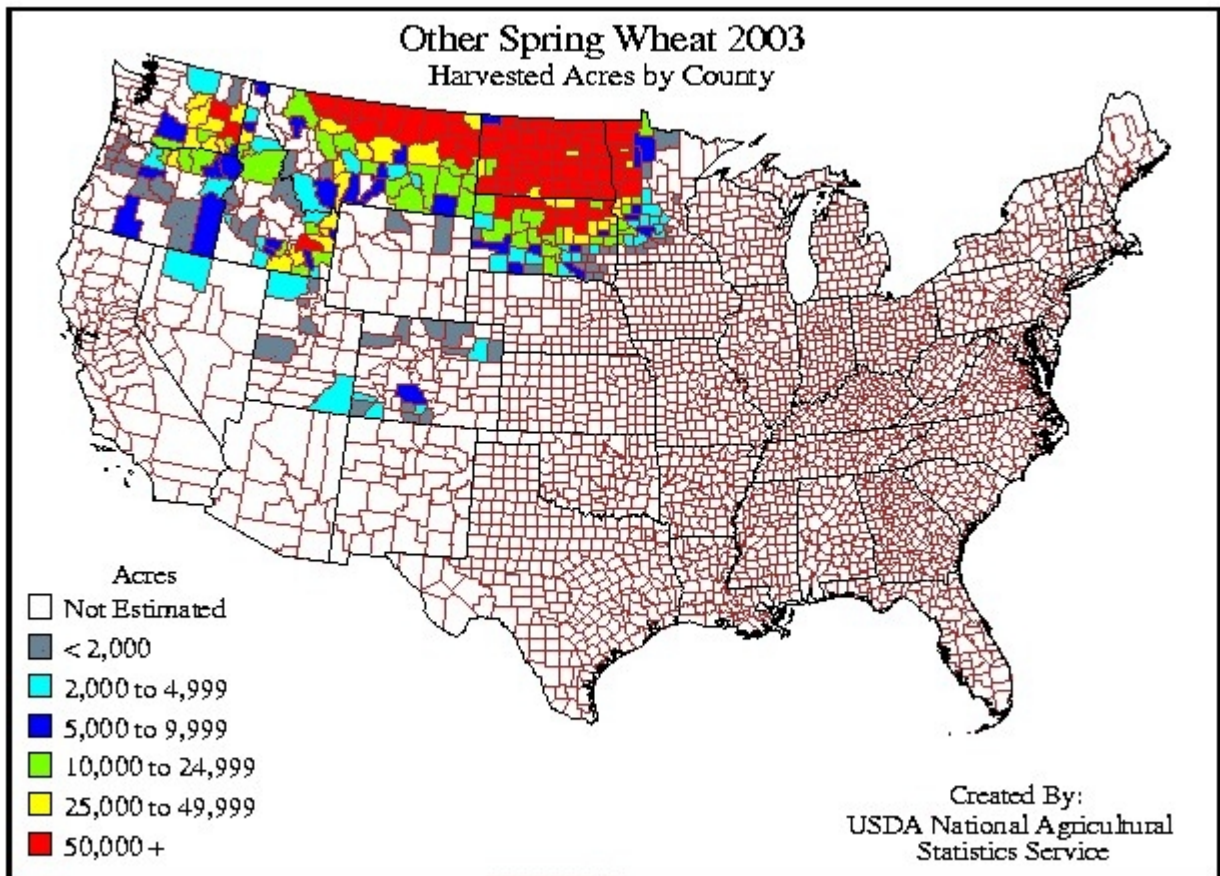 Other Spring Wheat 2003
Harvested Acres by County
Acres
Not Estimated
< 2,000
2,000 to 4,999
5,000 to 9,999
10,000 to 24,999
25,000 to 49,999
50,000 +
Created By:
USDA National Agricultural
Statistics Service